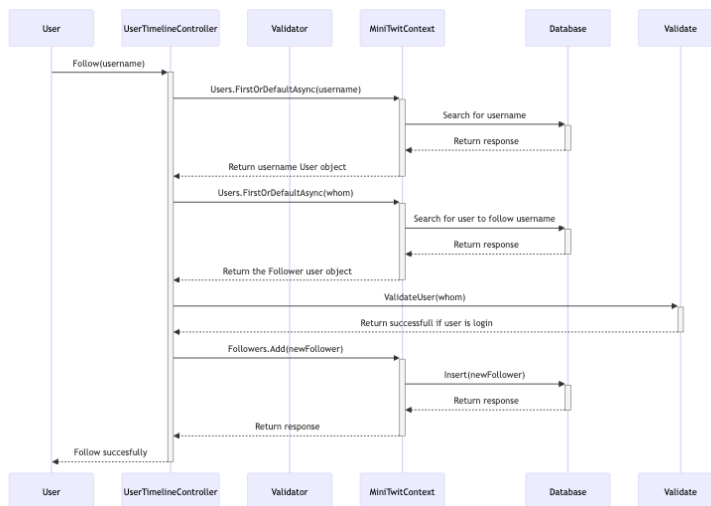 User UserTimelineController Validator MiniTwitContext Database Validate
Follow(username)
Users.FirstOrDefaultAsync(username)
Search for username
Return response
Return username User object
Users.FirstOrDefaultAsync(whom)
Search for user to follow username
Return response
Return the Follower user object
ValidateUser(whom)
Return successfull if user is login
Followers.Add(newFollower)
Insert(newFollower)
Return response
Return response
Follow succesfully
User UserTimelineController Validator MiniTwitContext Database Validate